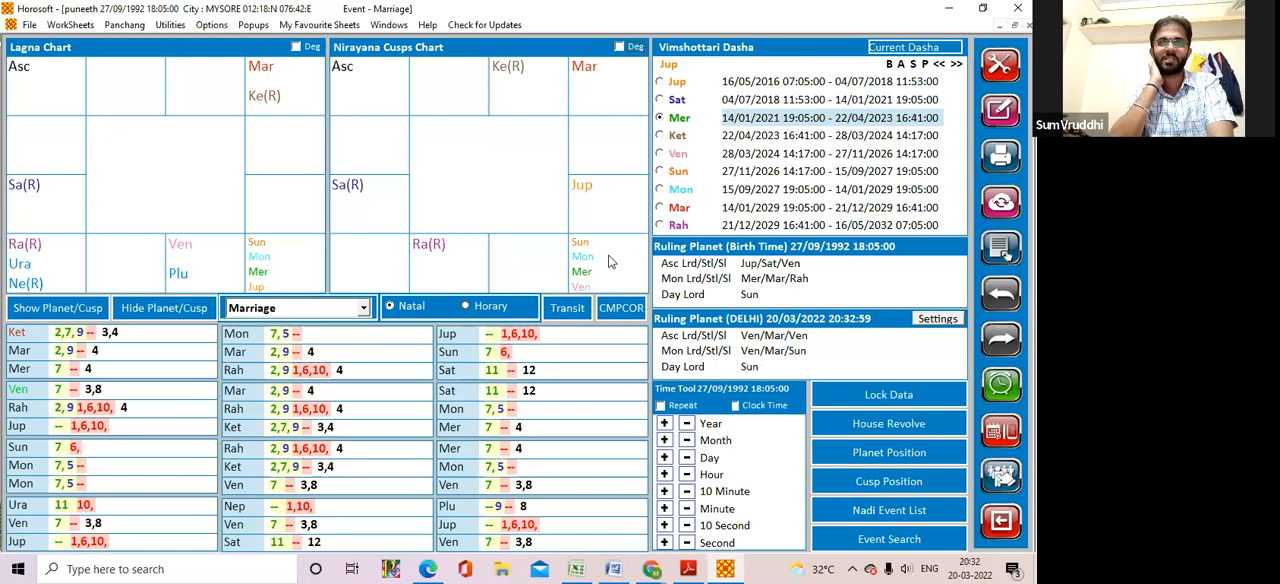 Horosoft - [puneeth 27/09/1992 18:05:00 City : MYSORE 012:18:N 076:42:E Event - Marriage]
File WorkSheets Panchang Utilities Options Popups My Favourite Sheets Windows Help Check for Updates
Lagna Chart Deg
Asc
Mar
Ke(R)
Sa(R)
Ra(R)
Ura
Ne(R)
Ven
Plu
Sun
Mon
Mer
Jup
Nirayana Cusps Chart Deg
Asc
Ke(R)
Mar
Sa(R)
Jup
Ra(R)
Sun
Mon
Mer
Ven
Vimshottari Dasha Current Dasha
Jup B A S P << >>
Jup 16/05/2016 07:05:00 - 04/07/2018 11:53:00
Sat 04/07/2018 11:53:00 - 14/01/2021 19:05:00
Mer 14/01/2021 19:05:00 - 22/04/2023 16:41:00
Ket 22/04/2023 16:41:00 - 28/03/2024 14:17:00
Ven 28/03/2024 14:17:00 - 27/11/2026 14:17:00
Sun 27/11/2026 14:17:00 - 15/09/2027 19:05:00
Mon 15/09/2027 19:05:00 - 14/01/2029 19:05:00
Mar 14/01/2029 19:05:00 - 21/12/2029 16:41:00
Rah 21/12/2029 16:41:00 - 16/05/2032 07:05:00
SumVruddhi
Ruling Planet (Birth Time) 27/09/1992 18:05:00
Asc Lrd/Stl/Sl Jup/Sat/Ven
Mon Lrd/Stl/Sl Mer/Mar/Rah
Day Lord Sun
Show Planet/Cusp Hide Planet/Cusp Marriage Natal Horary Transit CMPCOR
Ruling Planet (DELHI) 20/03/2022 20:32:59 Settings
Asc Lrd/Stl/Sl Ven/Mar/Ven
Mon Lrd/Stl/Sl Ven/Mar/Sun
Day Lord Sun
Ket 2,7, 9 -- 3,4
Mar 2, 9 -- 4
Mer 7 -- 4
Ven 7 -- 3,8
Rah 2, 9 1,6,10, 4
Jup -- 1,6,10,
Sun 7 6,
Mon 7, 5 --
Mon 7, 5 --
Ura 11 10,
Ven 7 -- 3,8
Jup -- 1,6,10,
Mon 7, 5 --
Mar 2, 9 -- 4
Rah 2, 9 1,6,10, 4
Mar 2, 9 -- 4
Rah 2, 9 1,6,10, 4
Ket 2,7, 9 -- 3,4
Rah 2, 9 1,6,10, 4
Ket 2,7, 9 -- 3,4
Ven 7 -- 3,8
Nep -- 1,10,
Ven 7 -- 3,8
Sat 11 -- 12
Jup -- 1,6,10,
Sun 7 6,
Sat 11 -- 12
Sat 11 -- 12
Mon 7, 5 --
Mer 7 -- 4
Mer 7 -- 4
Mon 7, 5 --
Ven 7 -- 3,8
Plu -- 9 -- 8
Jup -- 1,6,10,
Ven 7 -- 3,8
Time Tool 27/09/1992 18:05:00
Repeat Clock Time
+ - Year
+ - Month
+ - Day
+ - Hour
+ - 10 Minute
+ - Minute
+ - 10 Second
+ - Second
Lock Data
House Revolve
Planet Position
Cusp Position
Nadi Event List
Event Search
Type here to search
32°C
ENG
20:32
20-03-2022
3